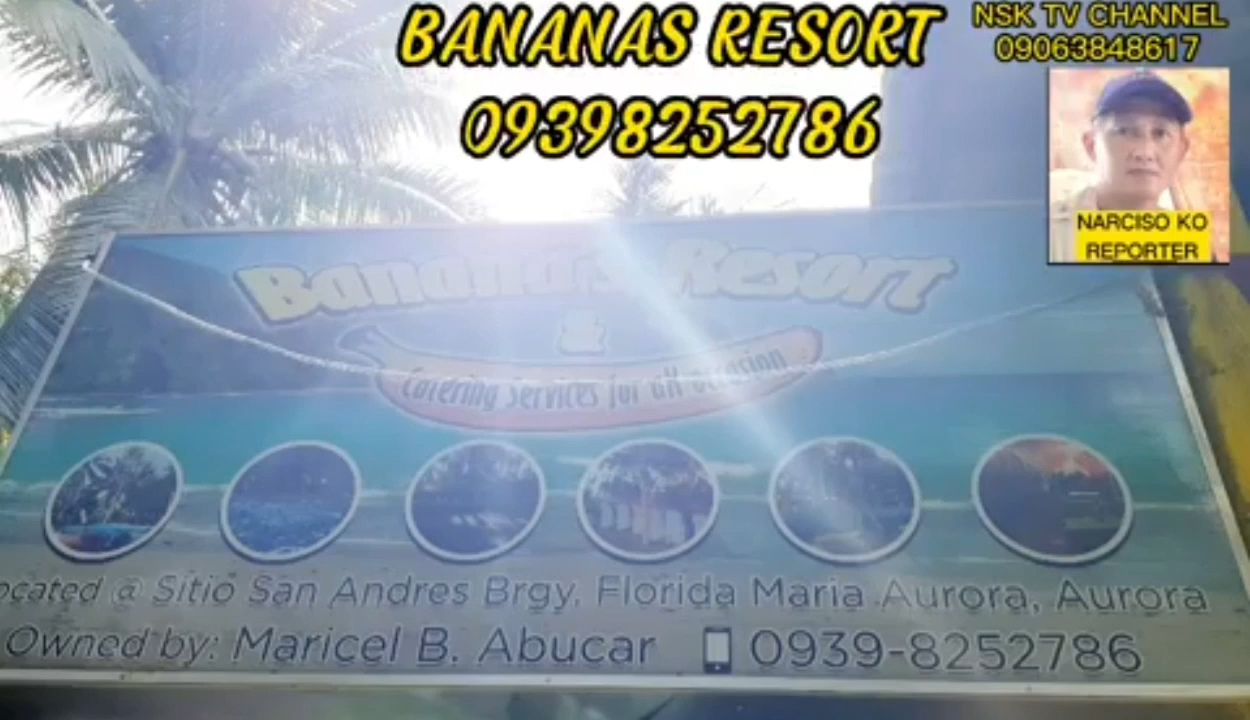 BANANAS RESORT
09398252786
NSK TV CHANNEL
09063848617
NARCISO KO
REPORTER
Banana's Resort
&
Catering Services for all occasion
ocated @ Sitio San Andres Brgy. Florida Maria Aurora, Aurora
Owned by: Maricel B. Abucar 0939-8252786